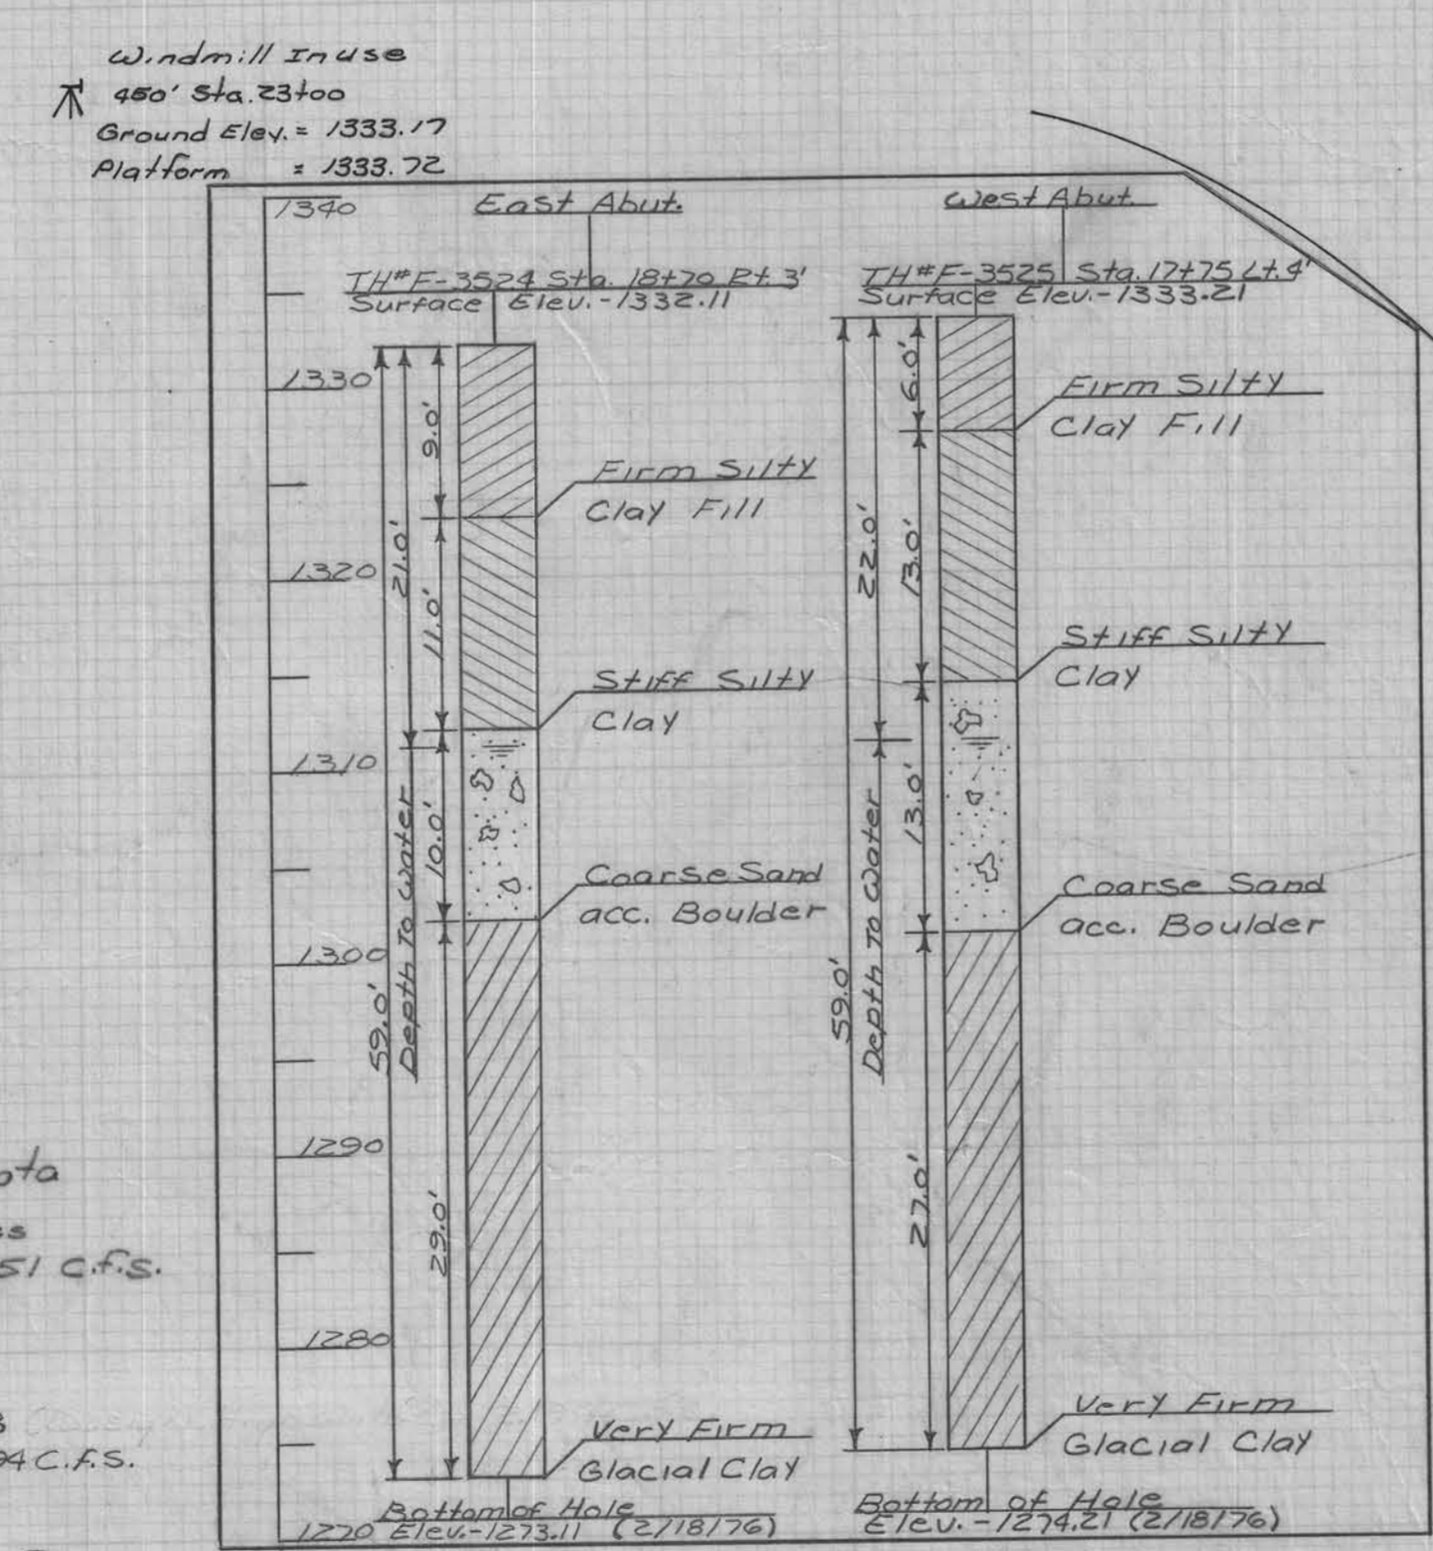 Windmill In use
450' Sta. 23+00
Ground Elev. = 1333.17
Platform = 1333.72
1340
1330
1320
1310
1300
1290
1280
1270
East Abut.
TH#F-3524 Sta. 18+70 Rt. 3'
Surface Elev.-1332.11
9.0'
11.0'
21.0'
10.0'
Depth To Water
59.0'
29.0'
Firm Silty
Clay Fill
Stiff Silty
Clay
Coarse Sand
acc. Boulder
Very Firm
Glacial Clay
Bottom of Hole
Elev.-1273.11 (2/18/76)
West Abut.
TH#F-3525 Sta. 17+75 Lt. 4'
Surface Elev.-1333.21
6.0'
13.0'
22.0'
13.0'
Depth To Water
59.0'
27.0'
Firm Silty
Clay Fill
Stiff Silty
Clay
Coarse Sand
acc. Boulder
Very Firm
Glacial Clay
Bottom of Hole
Elev.-1274.21 (2/18/76)
ota
51 C.f.s.
94 C.f.S.